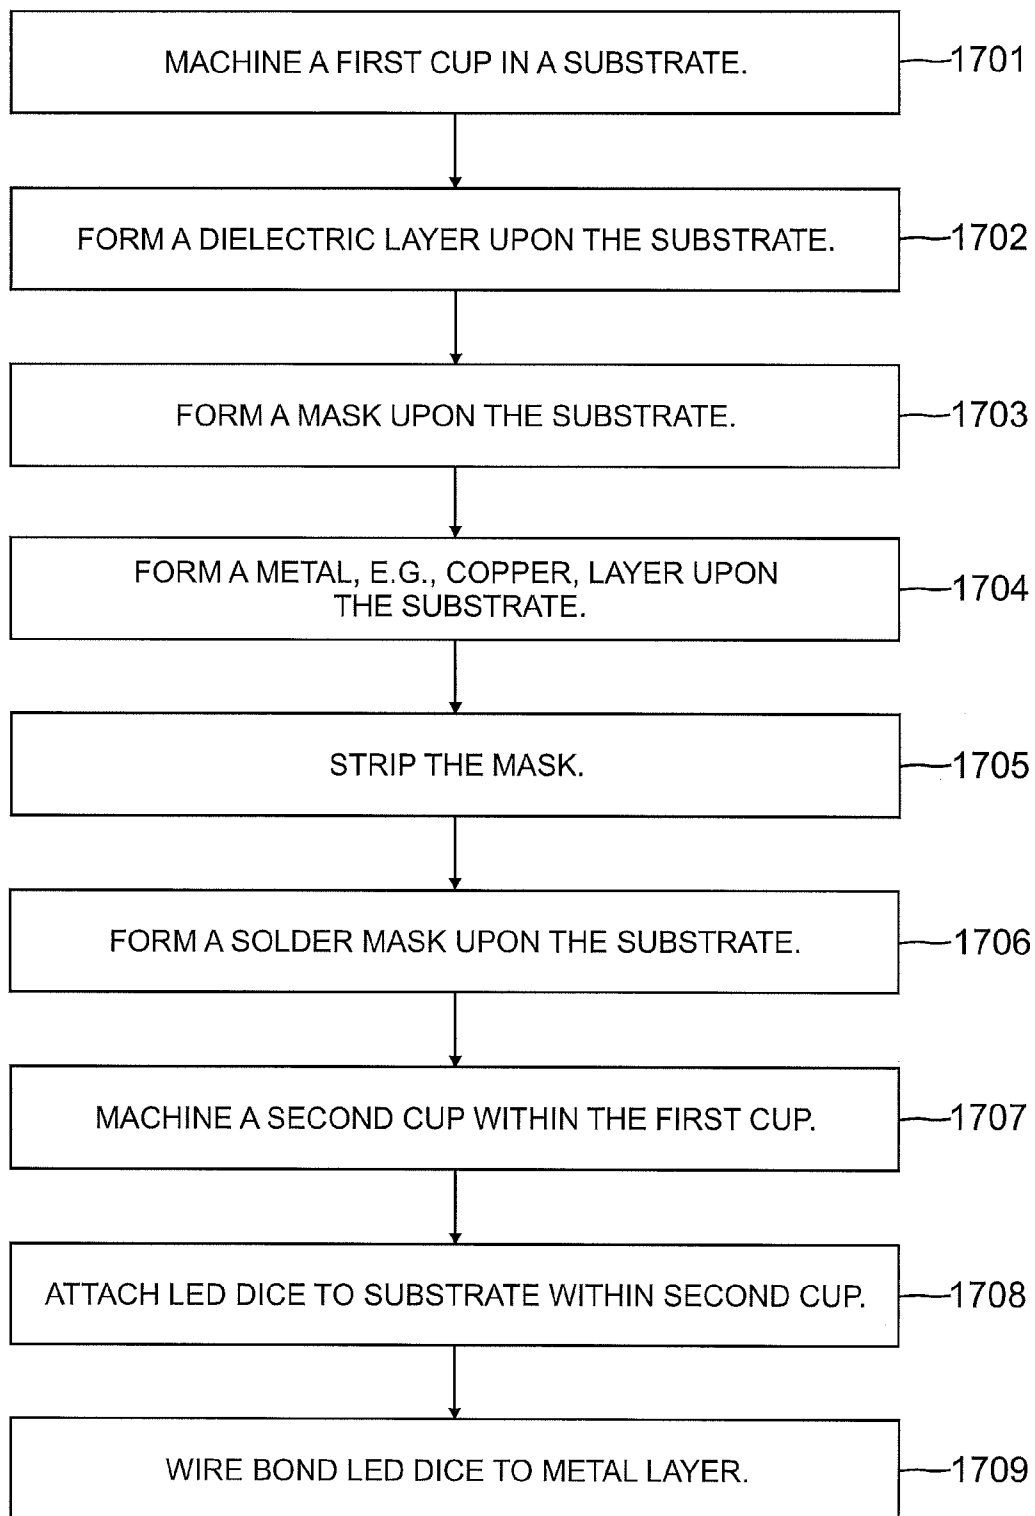 MACHINE A FIRST CUP IN A SUBSTRATE.
1701
FORM A DIELECTRIC LAYER UPON THE SUBSTRATE.
1702
FORM A MASK UPON THE SUBSTRATE.
1703
FORM A METAL, E.G., COPPER, LAYER UPON
THE SUBSTRATE.
1704
STRIP THE MASK.
1705
FORM A SOLDER MASK UPON THE SUBSTRATE.
1706
MACHINE A SECOND CUP WITHIN THE FIRST CUP.
1707
ATTACH LED DICE TO SUBSTRATE WITHIN SECOND CUP.
1708
WIRE BOND LED DICE TO METAL LAYER.
1709